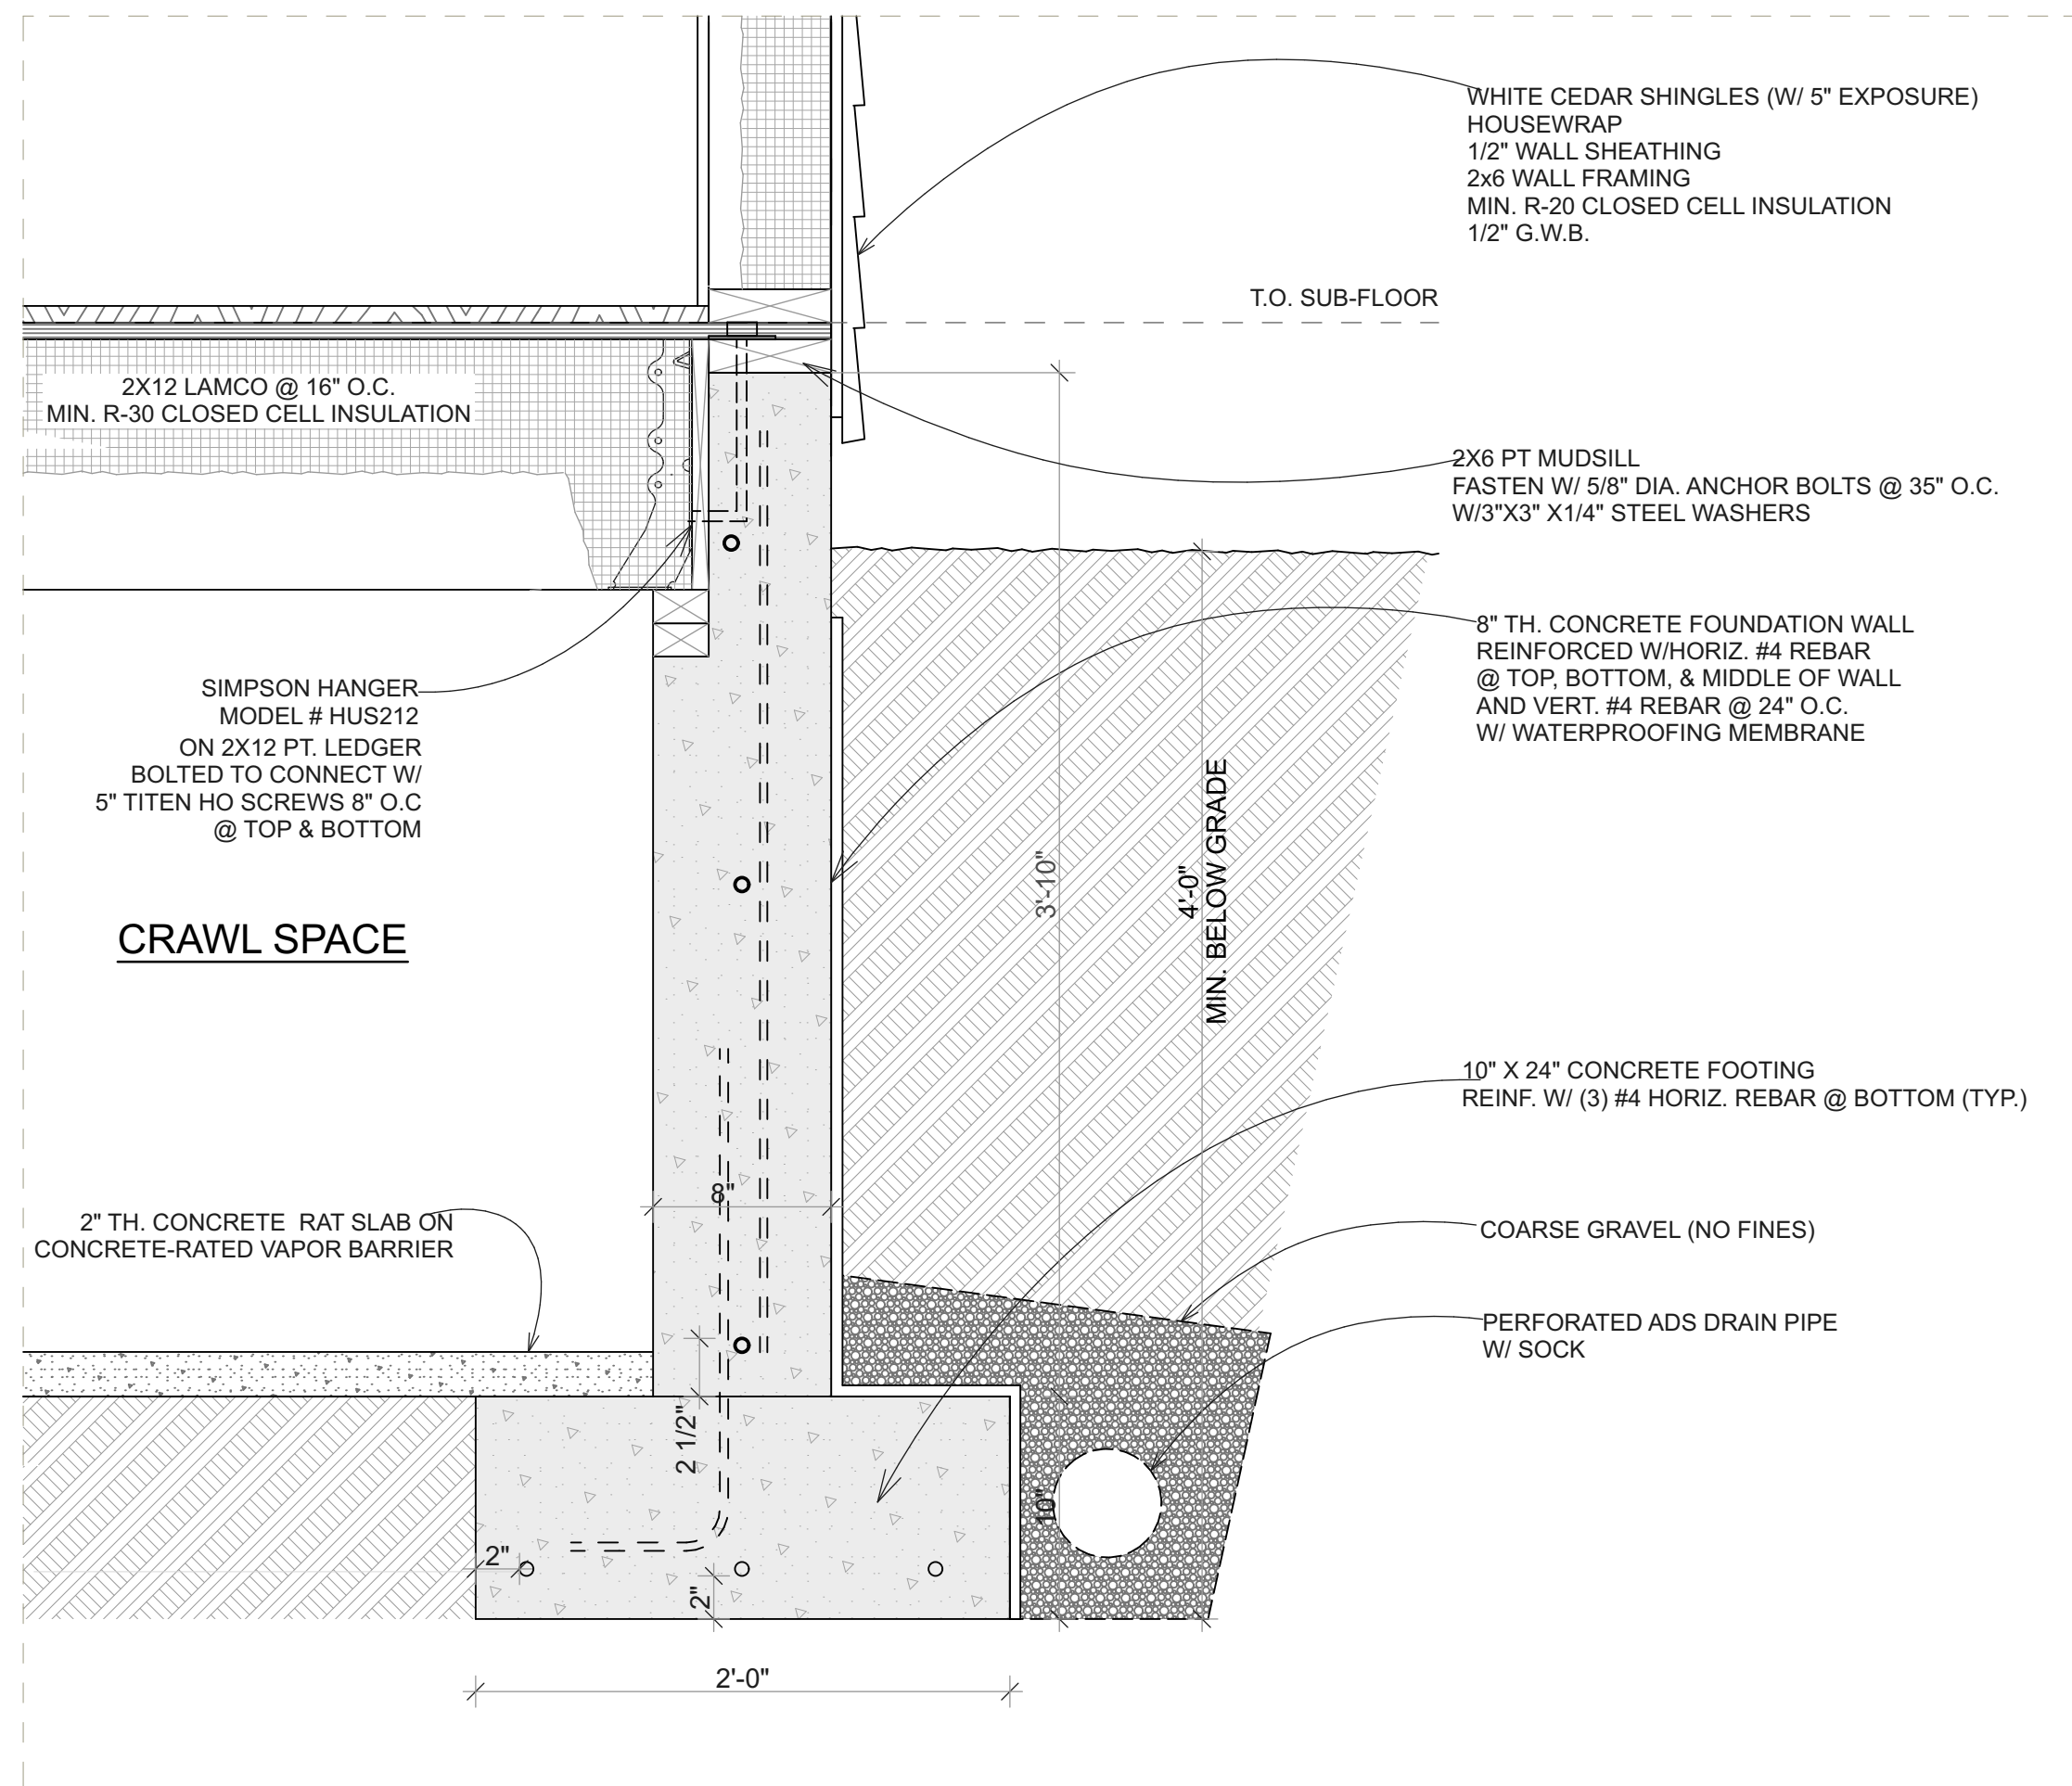 WHITE CEDAR SHINGLES (W/ 5" EXPOSURE)
HOUSEWRAP
1/2" WALL SHEATHING
2x6 WALL FRAMING
MIN. R-20 CLOSED CELL INSULATION
1/2" G.W.B.
T.O. SUB-FLOOR
2X12 LAMCO @ 16" O.C.
MIN. R-30 CLOSED CELL INSULATION
2X6 PT MUDSILL
FASTEN W/ 5/8" DIA. ANCHOR BOLTS @ 35" O.C.
W/3"X3" X1/4" STEEL WASHERS
8" TH. CONCRETE FOUNDATION WALL
REINFORCED W/HORIZ. #4 REBAR
@ TOP, BOTTOM, & MIDDLE OF WALL
AND VERT. #4 REBAR @ 24" O.C.
W/ WATERPROOFING MEMBRANE
SIMPSON HANGER
MODEL # HUS212
ON 2X12 PT. LEDGER
BOLTED TO CONNECT W/
5" TITEN HO SCREWS 8" O.C
@ TOP & BOTTOM
3'-10"
4'-0"
MIN. BELOW GRADE
CRAWL SPACE
10" X 24" CONCRETE FOOTING
REINF. W/ (3) #4 HORIZ. REBAR @ BOTTOM (TYP.)
8"
2" TH. CONCRETE  RAT SLAB ON
CONCRETE-RATED VAPOR BARRIER
COARSE GRAVEL (NO FINES)
PERFORATED ADS DRAIN PIPE
W/ SOCK
2 1/2"
10"
2"
2"
2'-0"